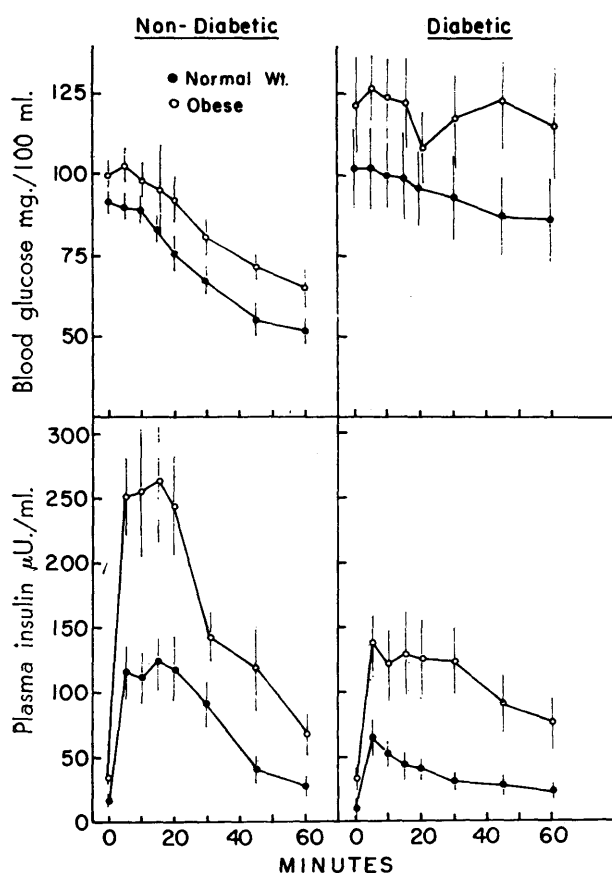 Non-Diabetic
Diabetic
● Normal Wt.
○ Obese
Blood glucose mg./100 ml.
125
100
75
50
Plasma insulin μU./ml.
300
250
200
150
100
50
0
0 20 40 60
0 20 40 60
MINUTES